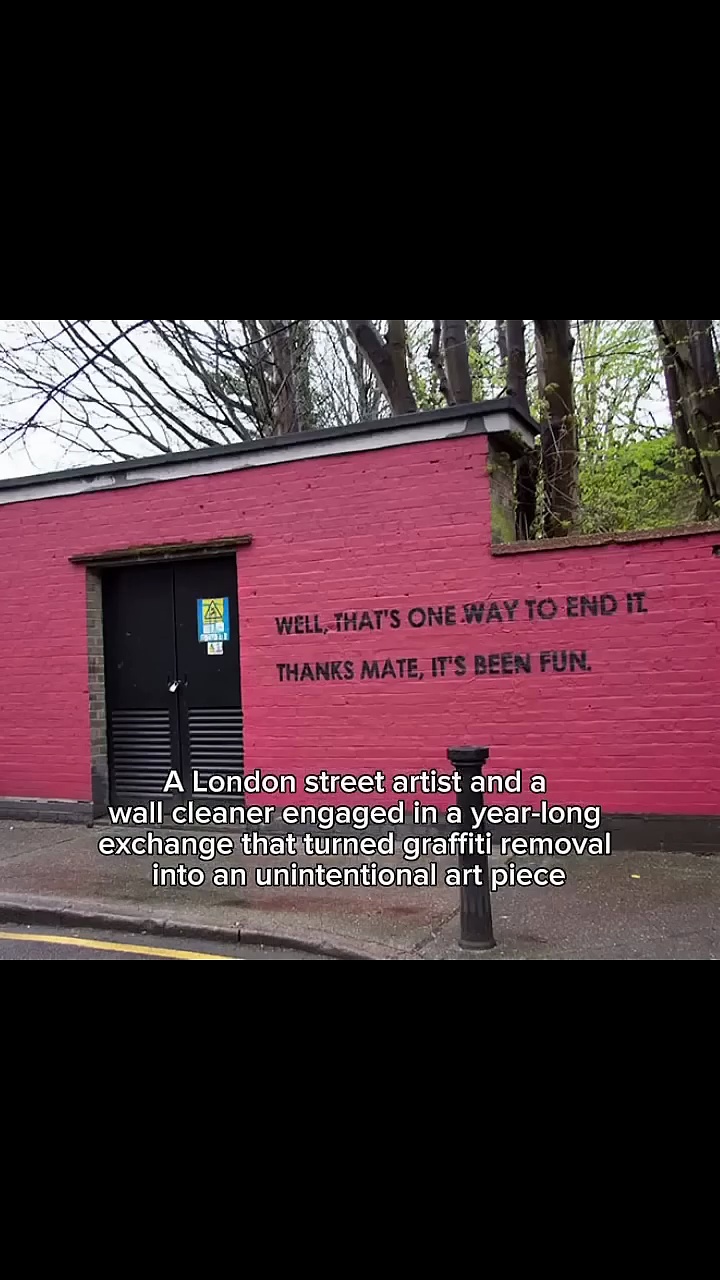 WELL, THAT'S ONE WAY TO END IT.
THANKS MATE, IT'S BEEN FUN.
A London street artist and a
wall cleaner engaged in a year-long
exchange that turned graffiti removal
into an unintentional art piece